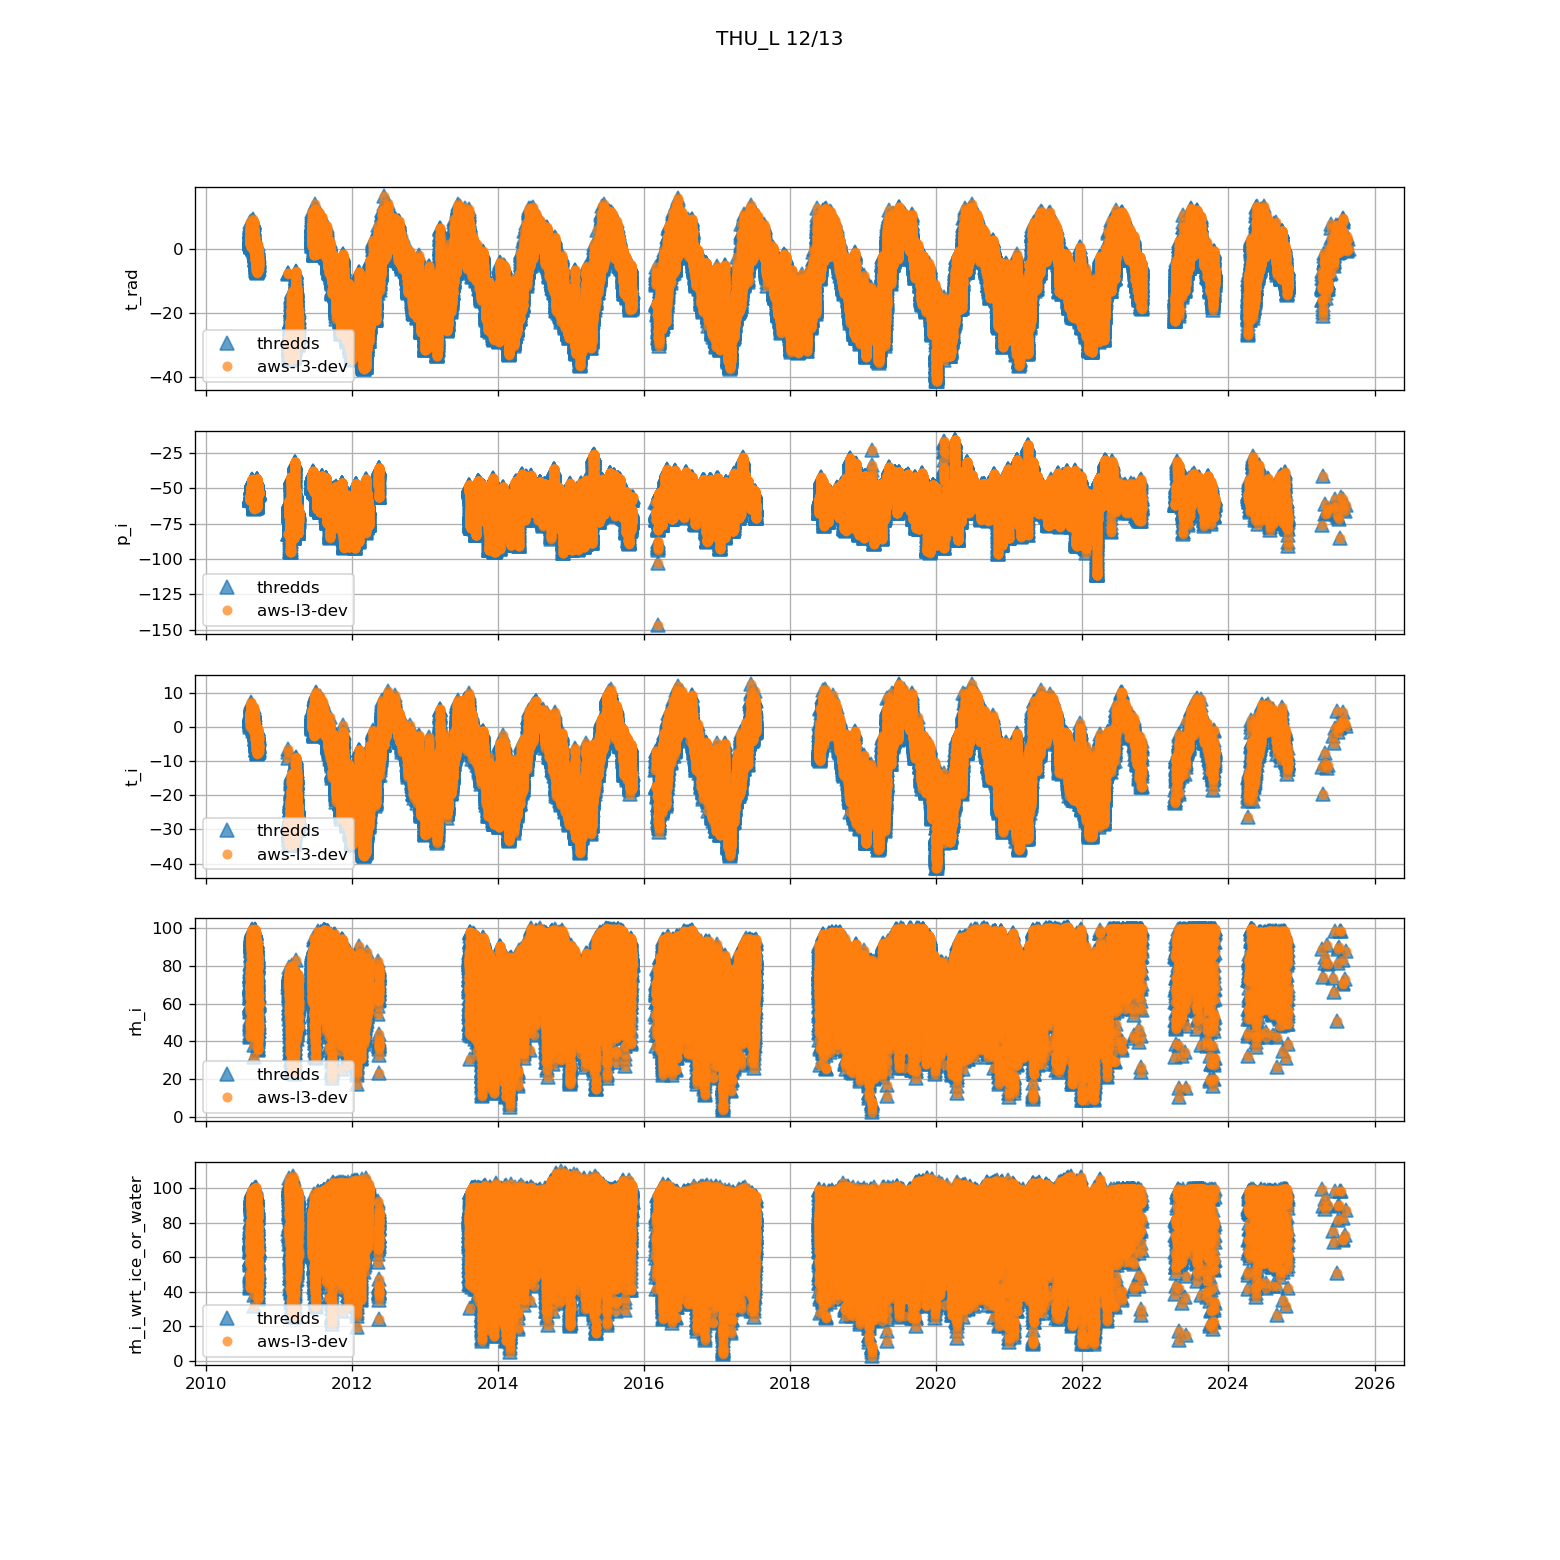 THU_L 12/13
0
−20
−40
t_rad
thredds
aws-l3-dev
−25
−50
−75
−100
−125
−150
p_i
thredds
aws-l3-dev
10
0
−10
−20
−30
−40
t_i
thredds
aws-l3-dev
100
80
60
40
20
0
rh_i
thredds
aws-l3-dev
100
80
60
40
20
0
rh_i_wrt_ice_or_water
thredds
aws-l3-dev
2010 2012 2014 2016 2018 2020 2022 2024 2026